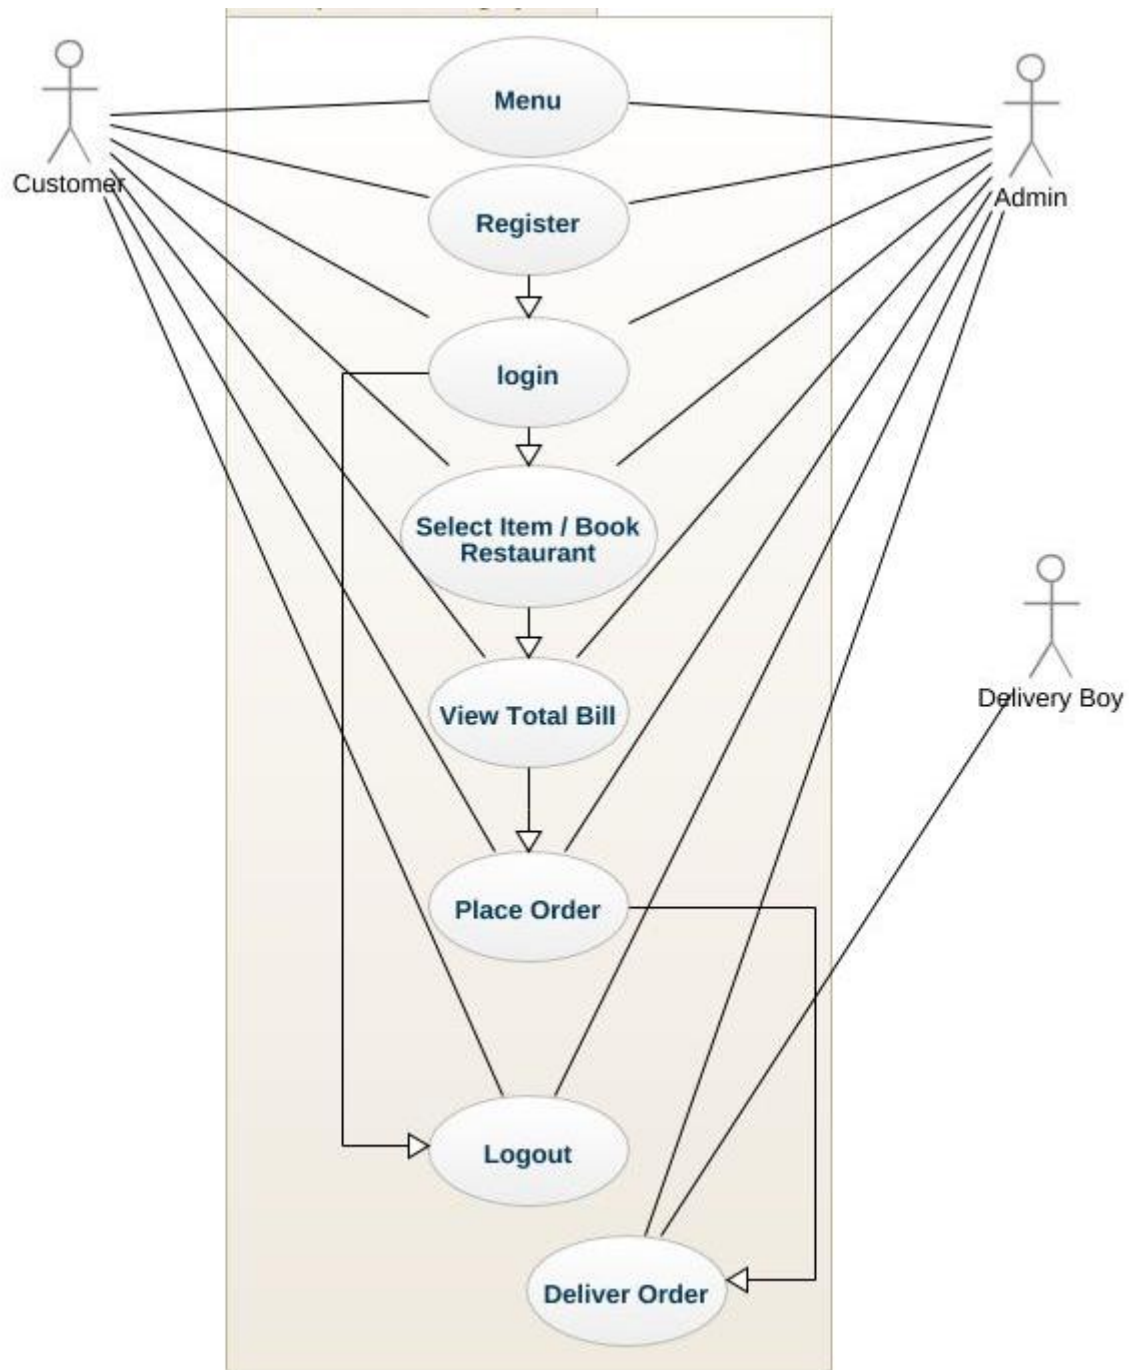 Menu
Customer
Admin
Register
login
Select Item / Book
Restaurant
View Total Bill
Delivery Boy
Place Order
Logout
Deliver Order